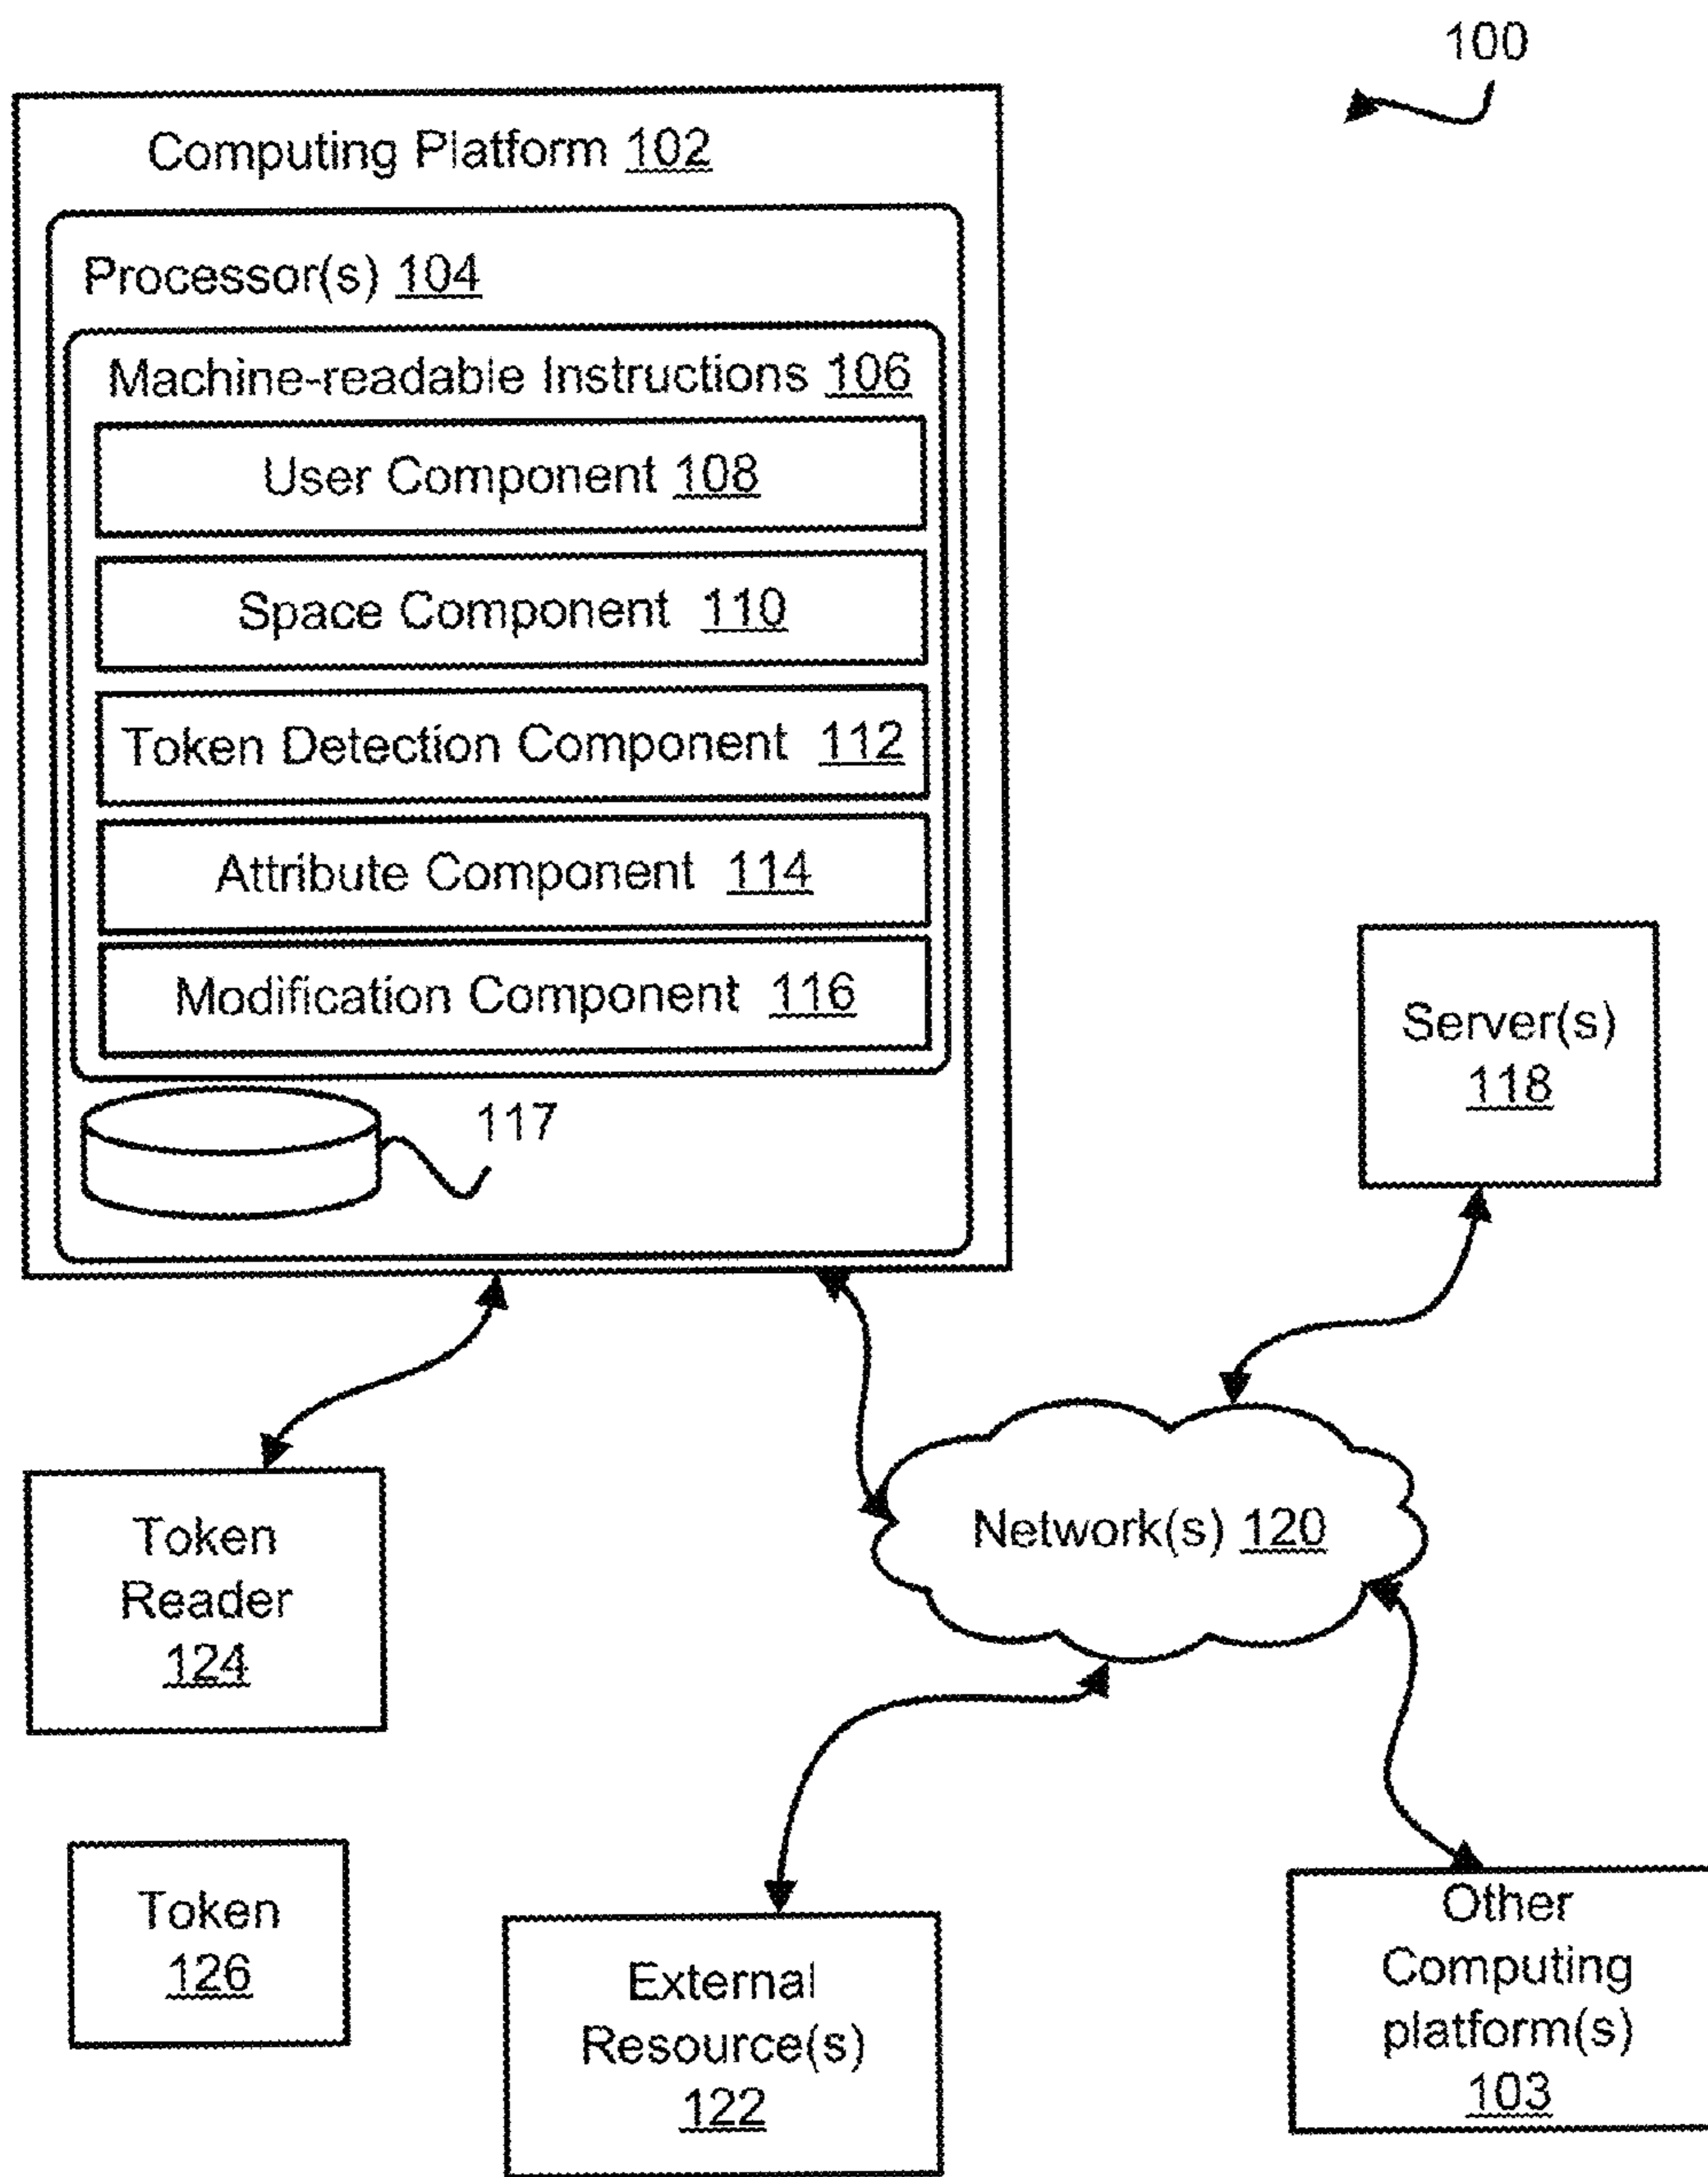 100
Computing Platform 102
Processor(s) 104
Machine-readable Instructions 106
User Component 108
Space Component 110
Token Detection Component 112
Attribute Component 114
Modification Component 116
117
Server(s)
118
Network(s) 120
Token
Reader
124
Token
126
External
Resource(s)
122
Other
Computing
platform(s)
103